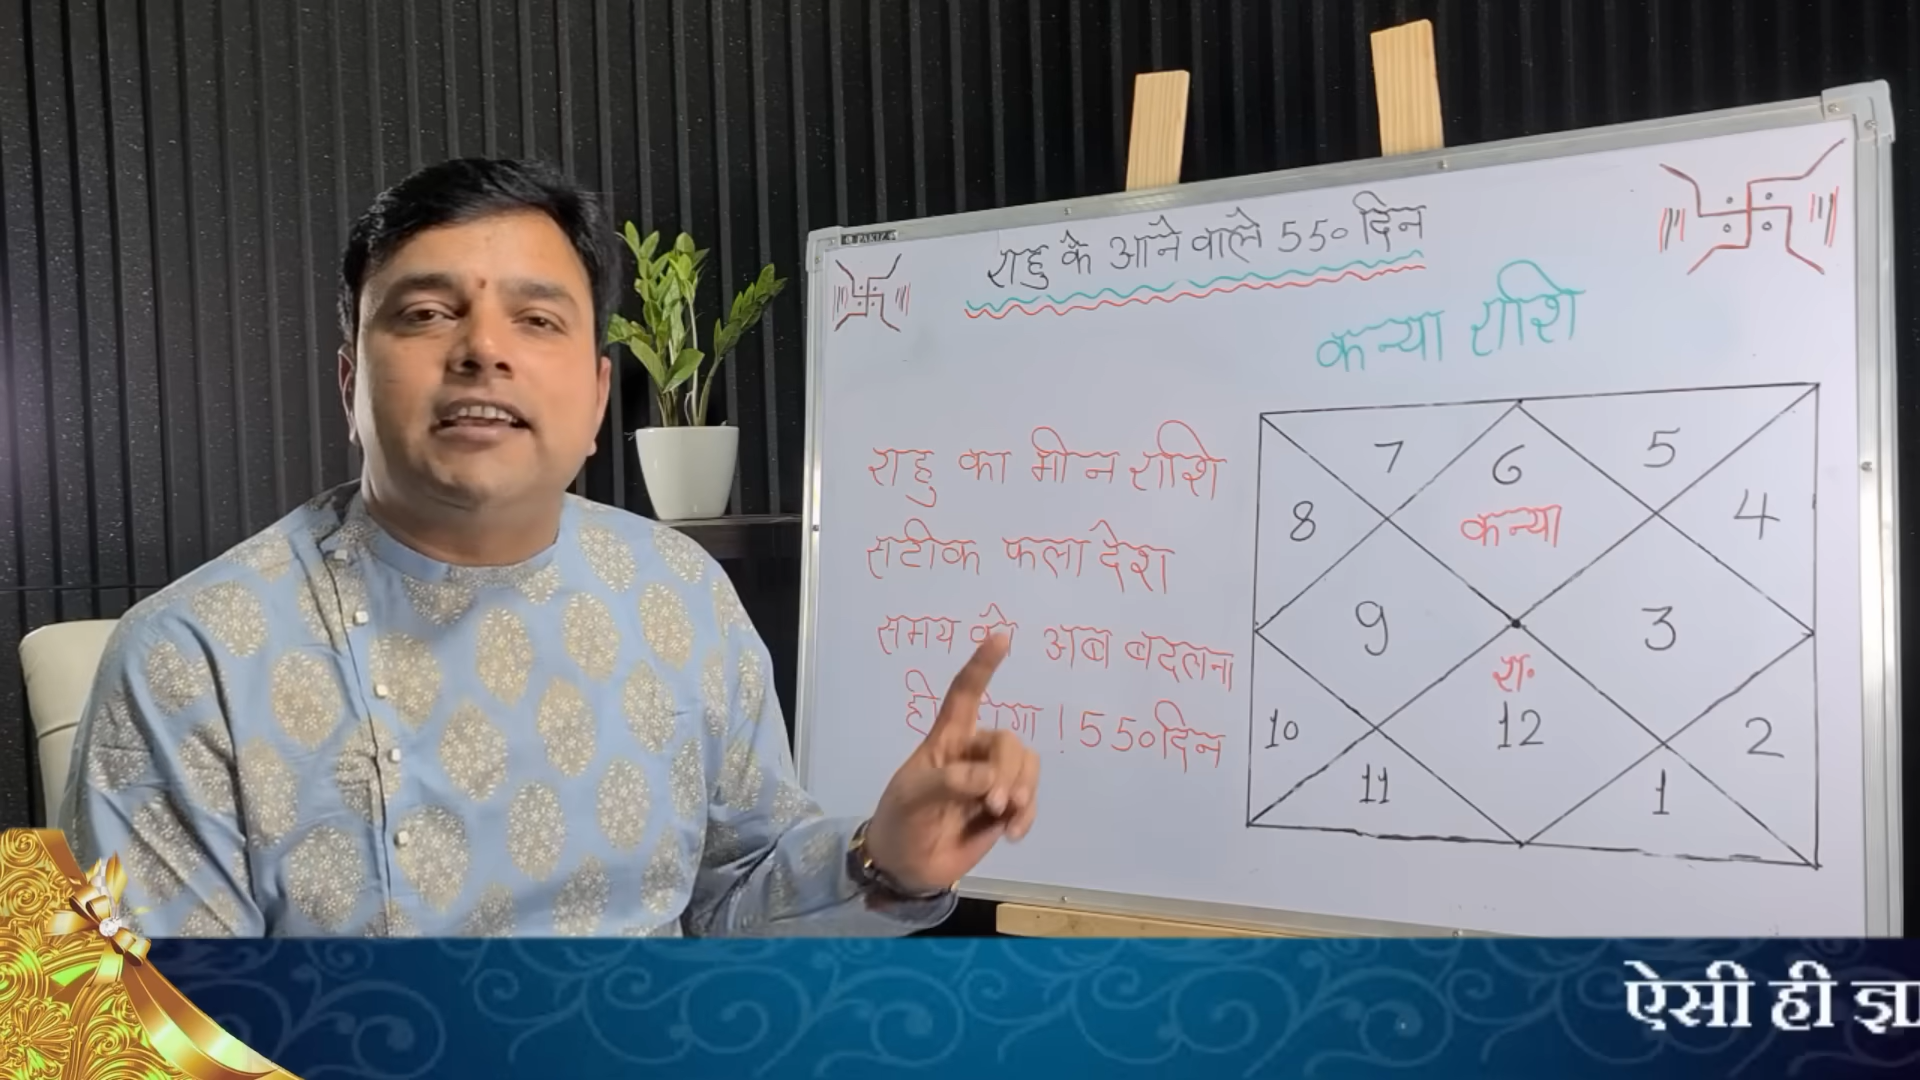 राहु के आने वाले 550 दिन
कन्या राशि
राहु का मीन राशि
सटीक फलादेश
समय को अब बदलना
ही होगा ! 550 दिन
7
6
5
8
कन्या
4
9
3
रा.
10
12
2
11
1
ऐसी ही